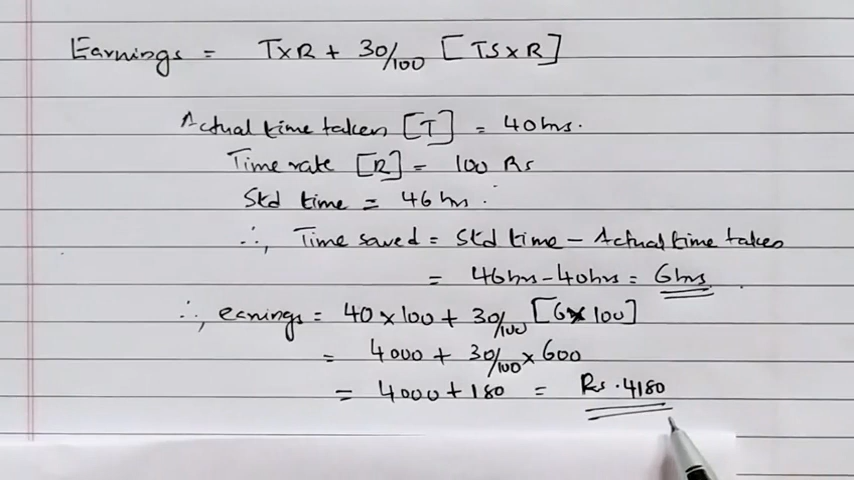 Earnings = T×R + 30/100 [TS×R]
Actual time taken [T] = 40hrs.
Time rate [R] = 100 Rs
Std time = 46 hrs.
∴, Time saved = Std time - Actual time taken
= 46hrs-40hrs = 6hrs.
∴, earnings = 40×100 + 30/100 [6×100]
= 4000 + 30/100 × 600
= 4000 + 180 = Rs.4180